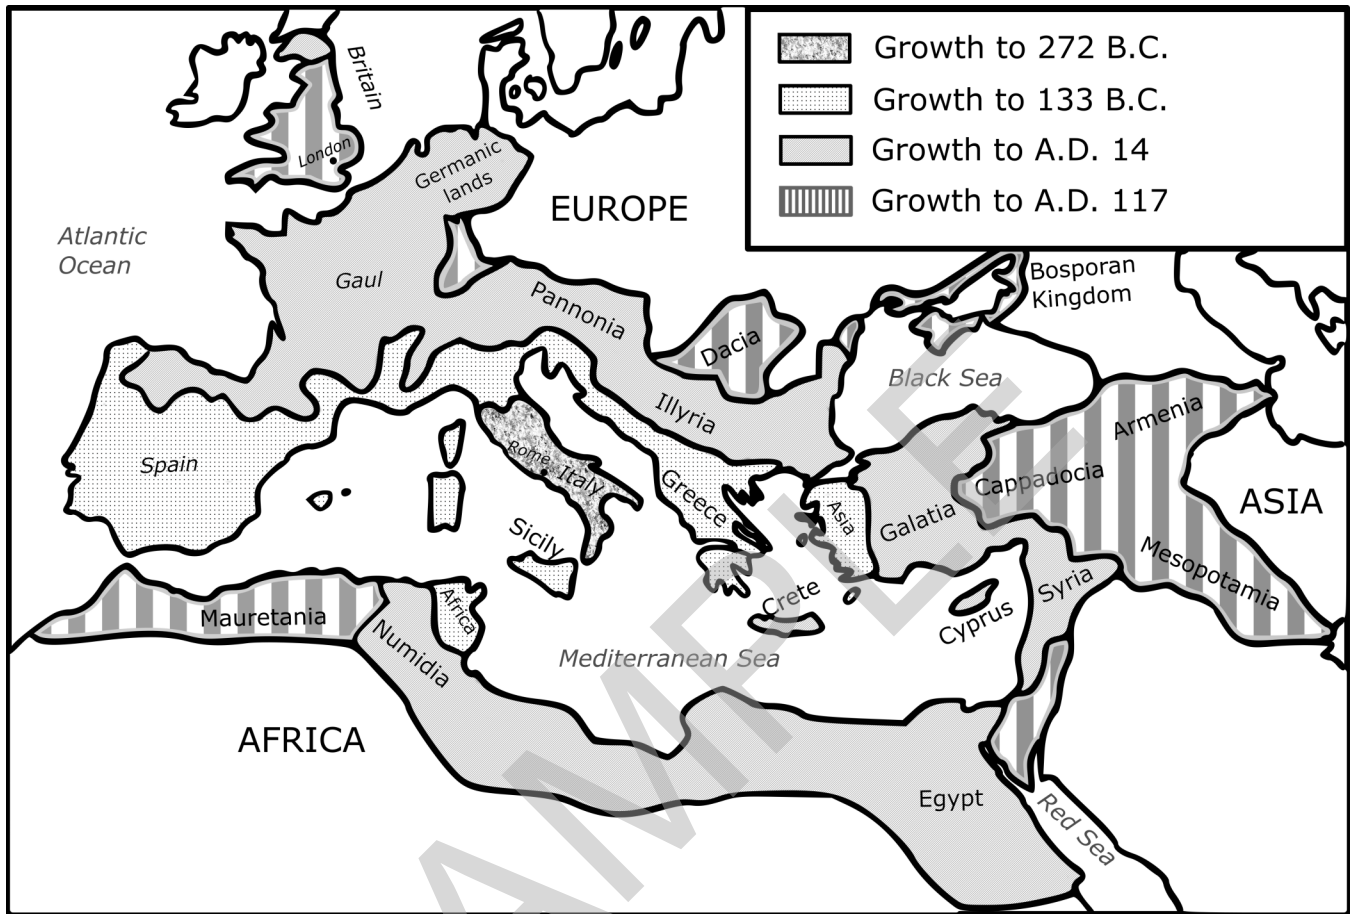 Growth to 272 B.C.
Growth to 133 B.C.
Growth to A.D. 14
Growth to A.D. 117
Britain
London
Germanic
lands
EUROPE
Atlantic
Ocean
Gaul
Pannonia
Dacia
Bosporan
Kingdom
Black Sea
Illyria
Armenia
Spain
Rome
Italy
Greece
Asia
Galatia
Cappadocia
ASIA
Sicily
Mesopotamia
Syria
Crete
Cyprus
Mauretania
Africa
Numidia
Mediterranean Sea
AFRICA
Egypt
Red Sea
AMPLE